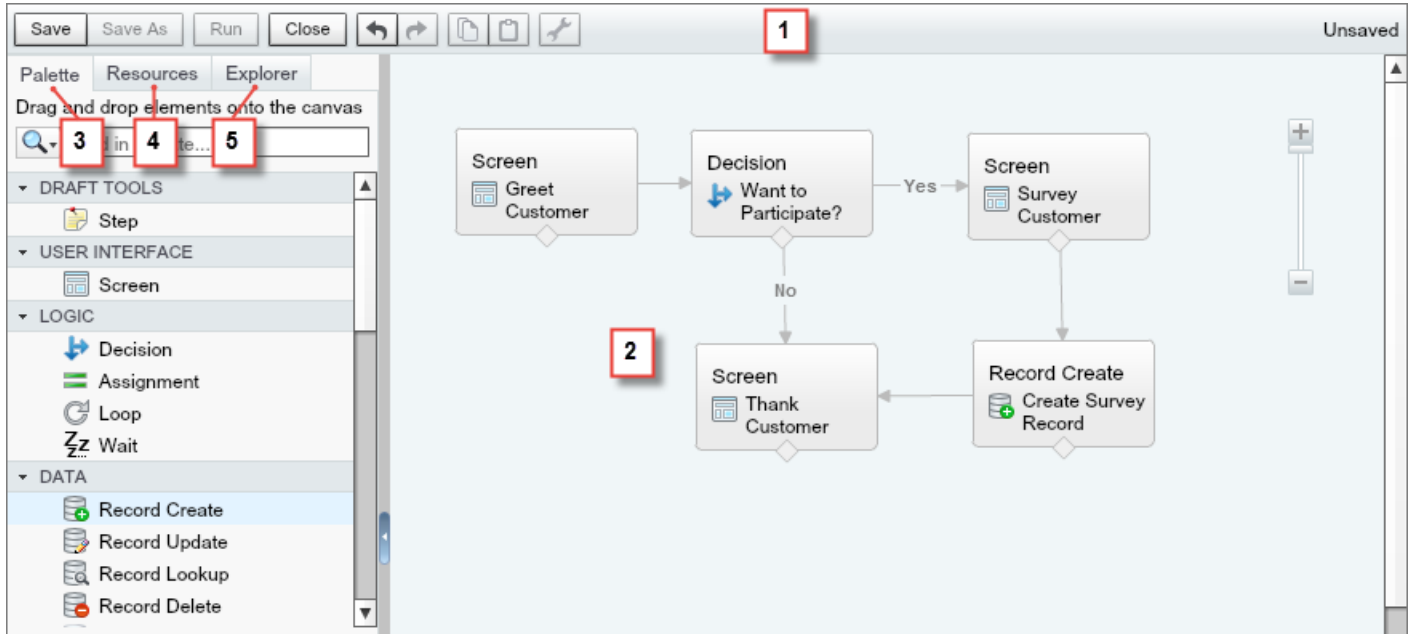 Save Save As Run Close 1 Unsaved
Palette Resources Explorer
Drag and drop elements onto the canvas
3 in 4 te... 5
DRAFT TOOLS
Step
USER INTERFACE
Screen
LOGIC
Decision
Assignment
Loop
Zzz... Wait
DATA
Record Create
Record Update
Record Lookup
Record Delete
Screen
Greet
Customer
Decision
Want to
Participate?
Yes
Screen
Survey
Customer
No
2
Screen
Thank
Customer
Record Create
Create Survey
Record